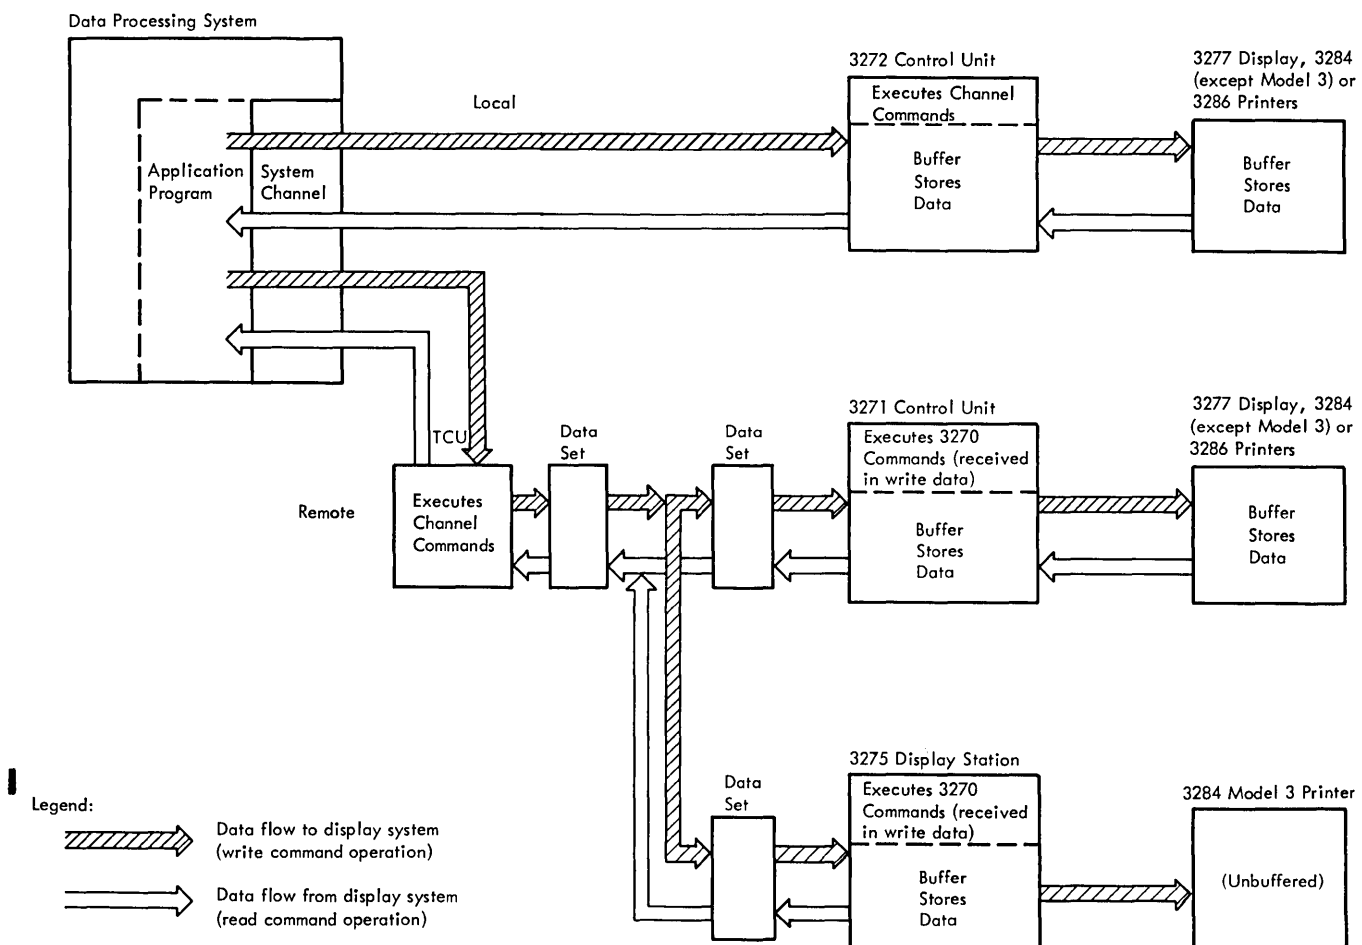 Data Processing System
Local
Application
Program
System
Channel
3272 Control Unit
Executes Channel
Commands
Buffer
Stores
Data
3277 Display, 3284
(except Model 3) or
3286 Printers
Buffer
Stores
Data
Remote
TCU
Executes
Channel
Commands
Data
Set
Data
Set
3271 Control Unit
Executes 3270
Commands (received
in write data)
Buffer
Stores
Data
3277 Display, 3284
(except Model 3) or
3286 Printers
Buffer
Stores
Data
Data
Set
3275 Display Station
Executes 3270
Commands (received
in write data)
Buffer
Stores
Data
3284 Model 3 Printer
(Unbuffered)
Legend:
Data flow to display system
(write command operation)
Data flow from display system
(read command operation)